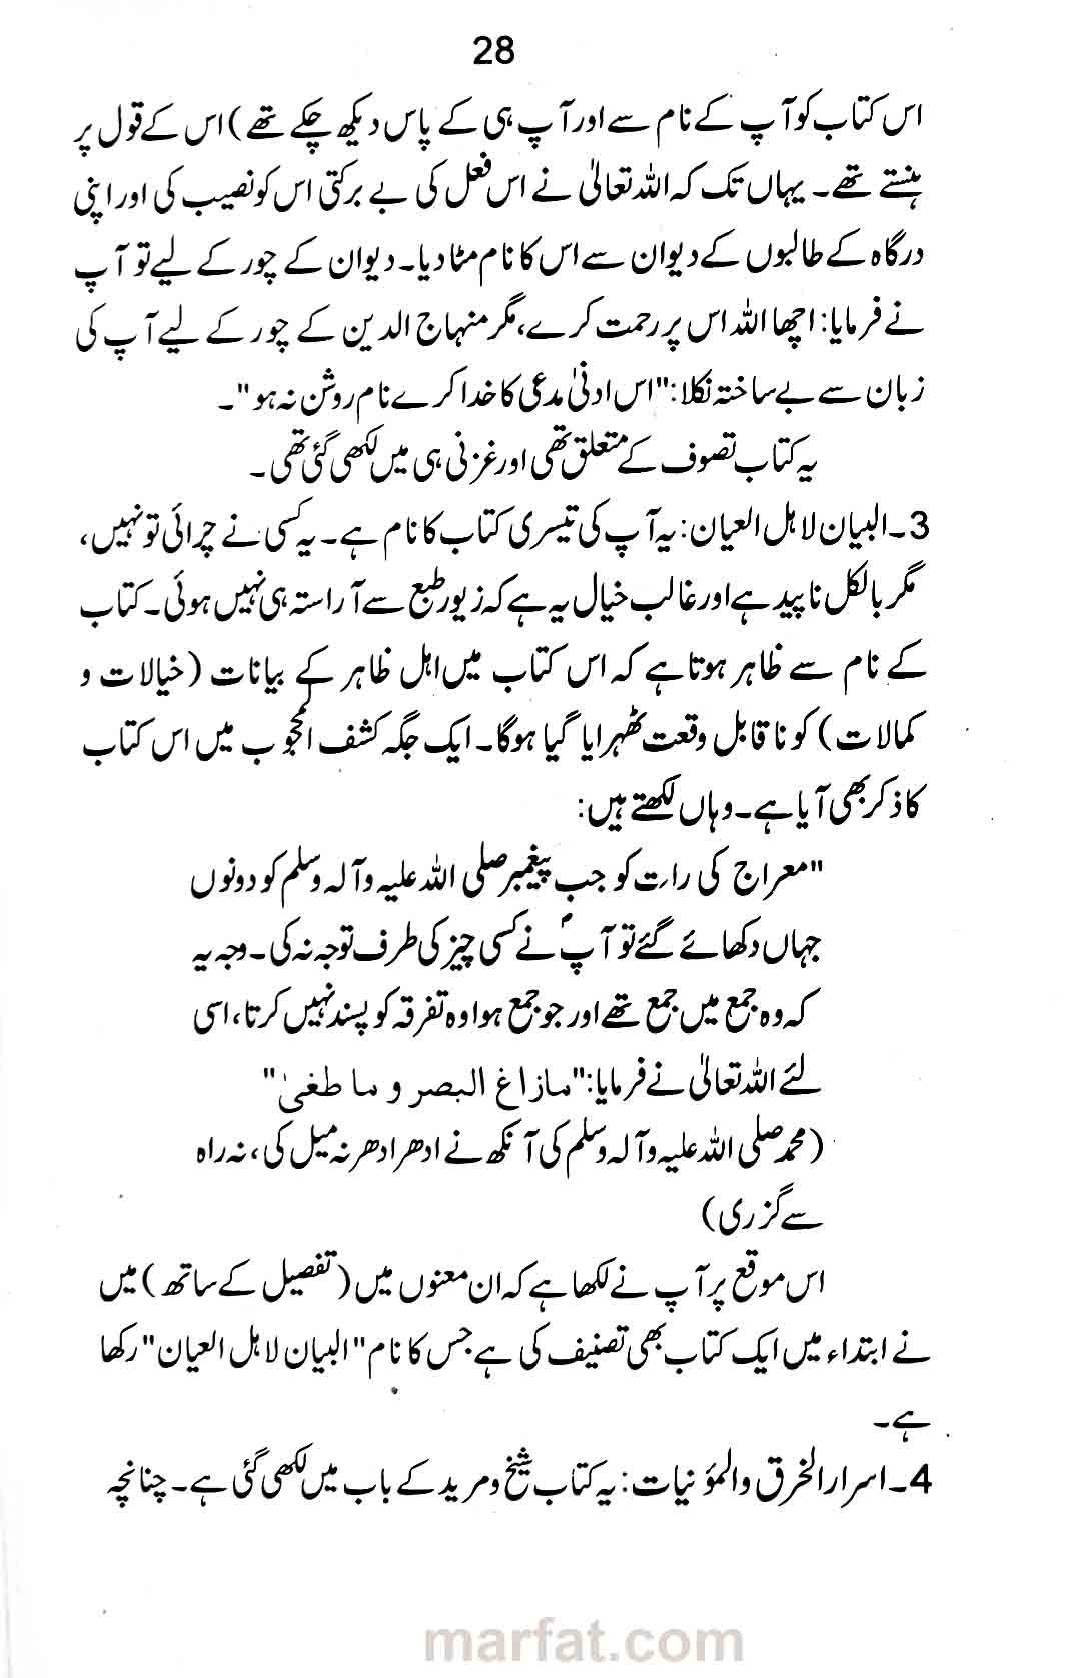 28
اس کتاب کو آپ کے نام سے اور آپ ہی کے پاس دیکھ چکے تھے) اس کے قول پر
ہنستے تھے۔ یہاں تک کہ اللہ تعالیٰ نے اس فعل کی بے برکتی اس کو نصیب کی اور اپنی
درگاہ کے طالبوں کے دیوان سے اس کا نام مٹا دیا۔ دیوان کے چور کے لیے تو آپ
نے فرمایا: اچھا اللہ اس پر رحمت کرے، مگر منہاج الدین کے چور کے لیے آپ کی
زبان سے بے ساختہ نکلا: "اس ادنیٰ مدعی کا خدا کرے نام روشن نہ ہو"۔
یہ کتاب تصوف کے متعلق تھی اور غزنی ہی میں لکھی گئی تھی۔
3۔ البیان لاہل العیان: یہ آپ کی تیسری کتاب کا نام ہے۔ یہ کسی نے چرائی تو نہیں،
مگر بالکل ناپید ہے اور غالب خیال یہ ہے کہ زیور طبع سے آراستہ ہی نہیں ہوئی۔ کتاب
کے نام سے ظاہر ہوتا ہے کہ اس کتاب میں اہل ظاہر کے بیانات (خیالات و
کمالات) کو ناقابل وقعت ٹھہرایا گیا ہوگا۔ ایک جگہ کشف المحجوب میں اس کتاب
کا ذکر بھی آیا ہے۔ وہاں لکھتے ہیں:
"معراج کی رات کو جب پیغمبر صلی اللہ علیہ وآلہ وسلم کو دونوں
جہاں دکھائے گئے تو آپؐ نے کسی چیز کی طرف توجہ نہ کی۔ وجہ یہ
کہ وہ جمع میں جمع تھے اور جو جمع ہوا وہ تفرقہ کو پسند نہیں کرتا، اسی
لئے اللہ تعالیٰ نے فرمایا: "مازاغ البصر و ما طغیٰ"
(محمد صلی اللہ علیہ وآلہ وسلم کی آنکھ نے ادھر ادھر نہ میل کی، نہ راہ
سے گزری)
اس موقع پر آپ نے لکھا ہے کہ ان معنوں میں (تفصیل کے ساتھ) میں
نے ابتداء میں ایک کتاب بھی تصنیف کی ہے جس کا نام "البیان لاہل العیان" رکھا
ہے۔
4۔ اسرار الخرق والمؤنیات: یہ کتاب شیخ و مرید کے باب میں لکھی گئی ہے۔ چنانچہ
marfat.com